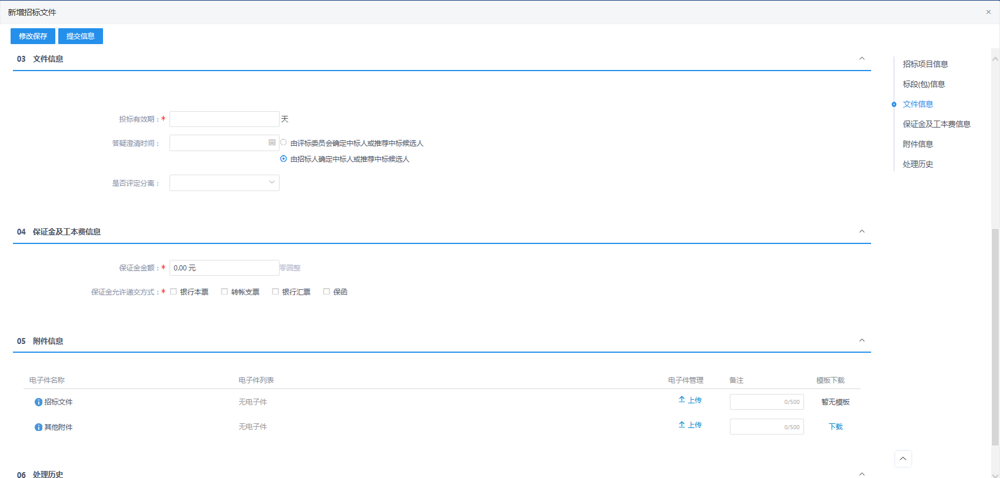 新增招标文件
×
修改保存 提交信息
03 文件信息
投标有效期：* 天
答疑澄清时间： 由评标委员会确定中标人或推荐中标候选人
由招标人确定中标人或推荐中标候选人
是否评定分离：
04 保证金及工本费信息
保证金金额：* 0.00 元 零圆整
保证金允许递交方式：* 银行本票 转帐支票 银行汇票 保函
05 附件信息
电子件名称 电子件列表 电子件管理 备注 模板下载
招标文件 无电子件 上传 0/500 暂无模板
其他附件 无电子件 上传 0/500 下载
06 处理历史
招标项目信息
标段(包)信息
文件信息
保证金及工本费信息
附件信息
处理历史